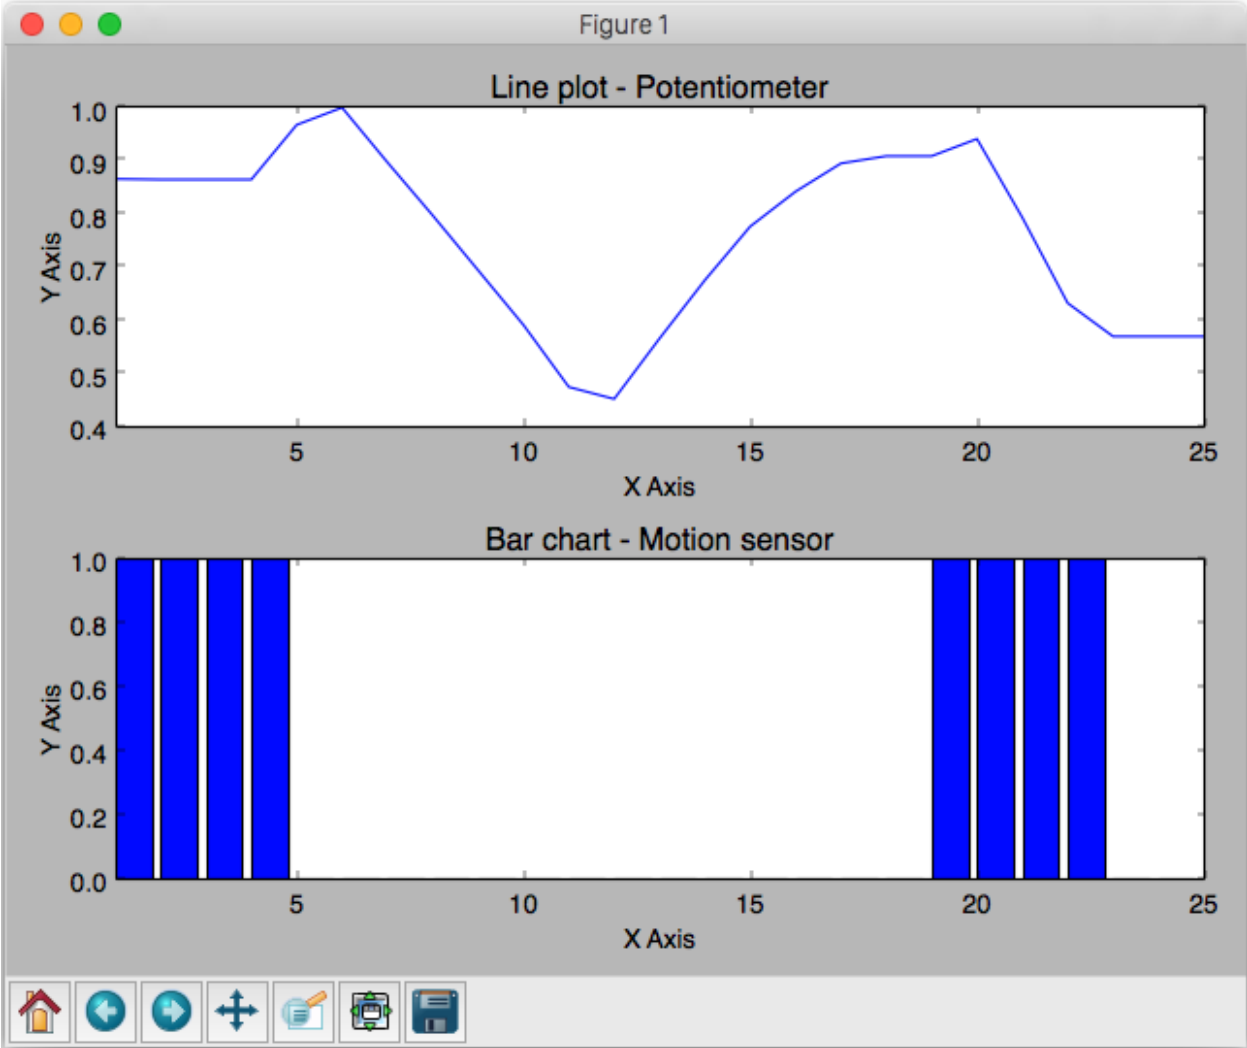 Figure 1
Line plot - Potentiometer
1.0
0.9
0.8
0.7
0.6
0.5
0.4
Y Axis
5 10 15 20 25
X Axis
Bar chart - Motion sensor
1.0
0.8
0.6
0.4
0.2
0.0
Y Axis
5 10 15 20 25
X Axis